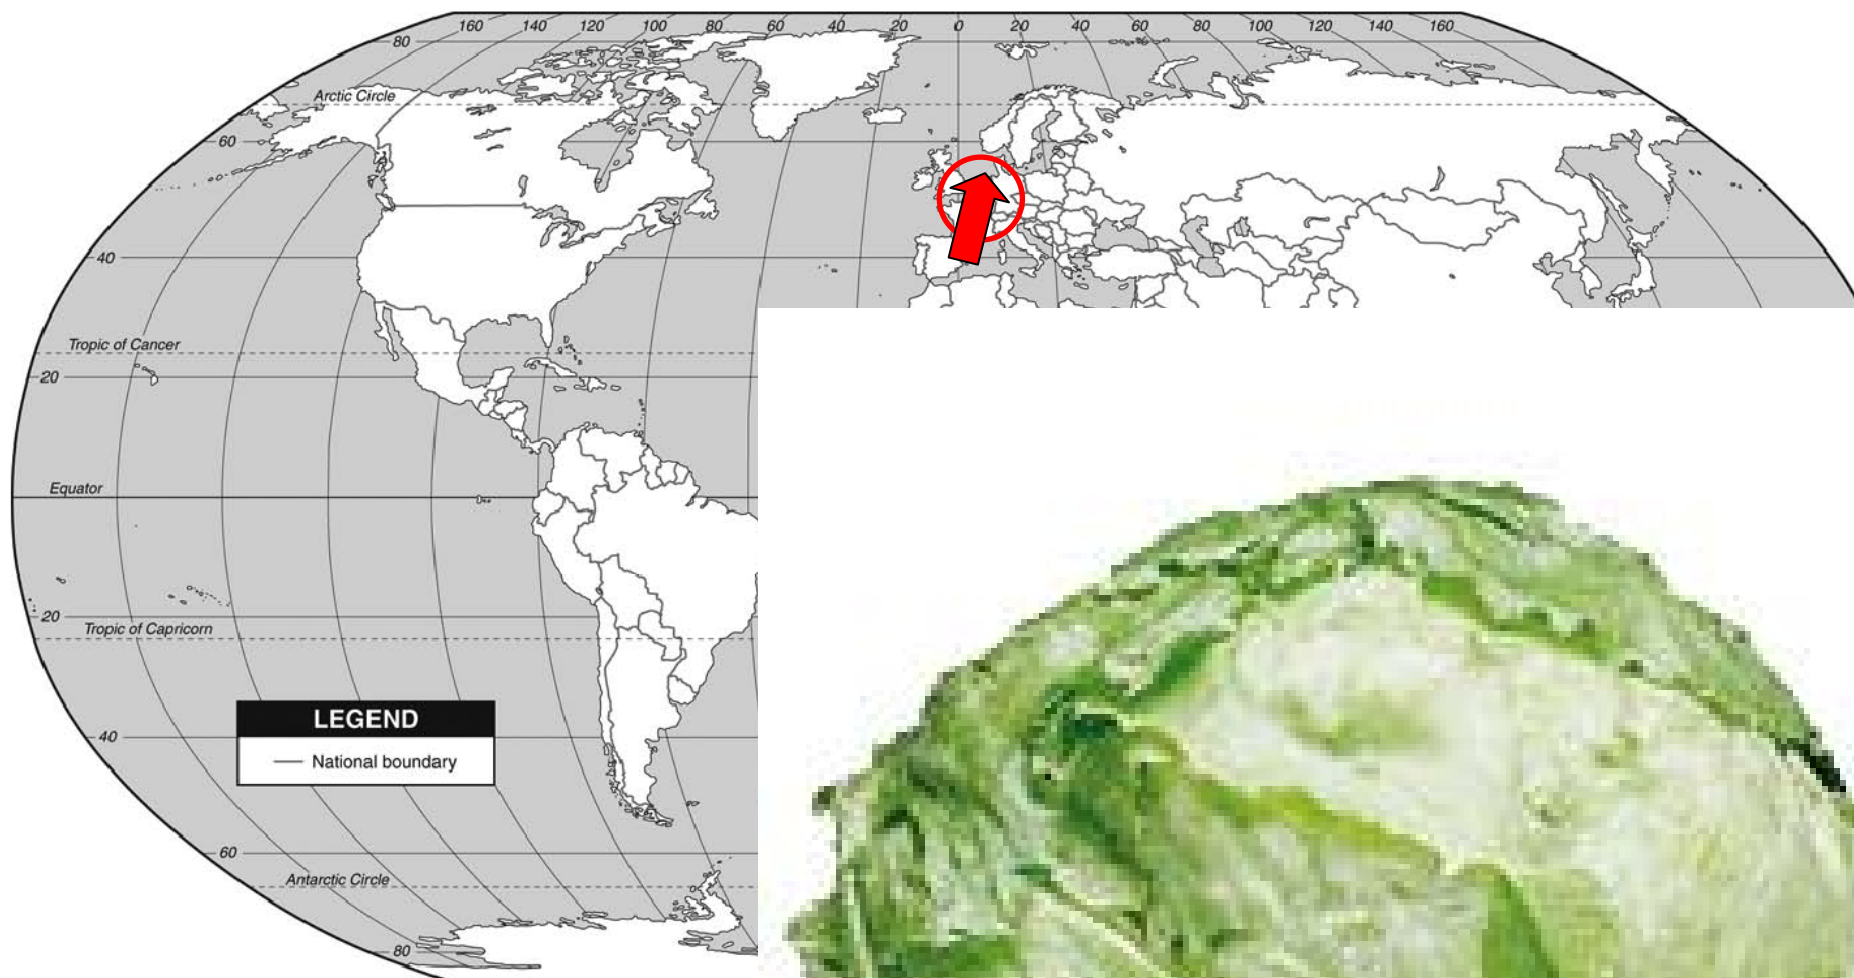 160 140 120 100 80 60 40 20 0 20 40 60 80 100 120 140 160
80
Arctic Circle
60
40
Tropic of Cancer
20
Equator
20
Tropic of Capricorn
LEGEND
40
National boundary
60
Antarctic Circle
80